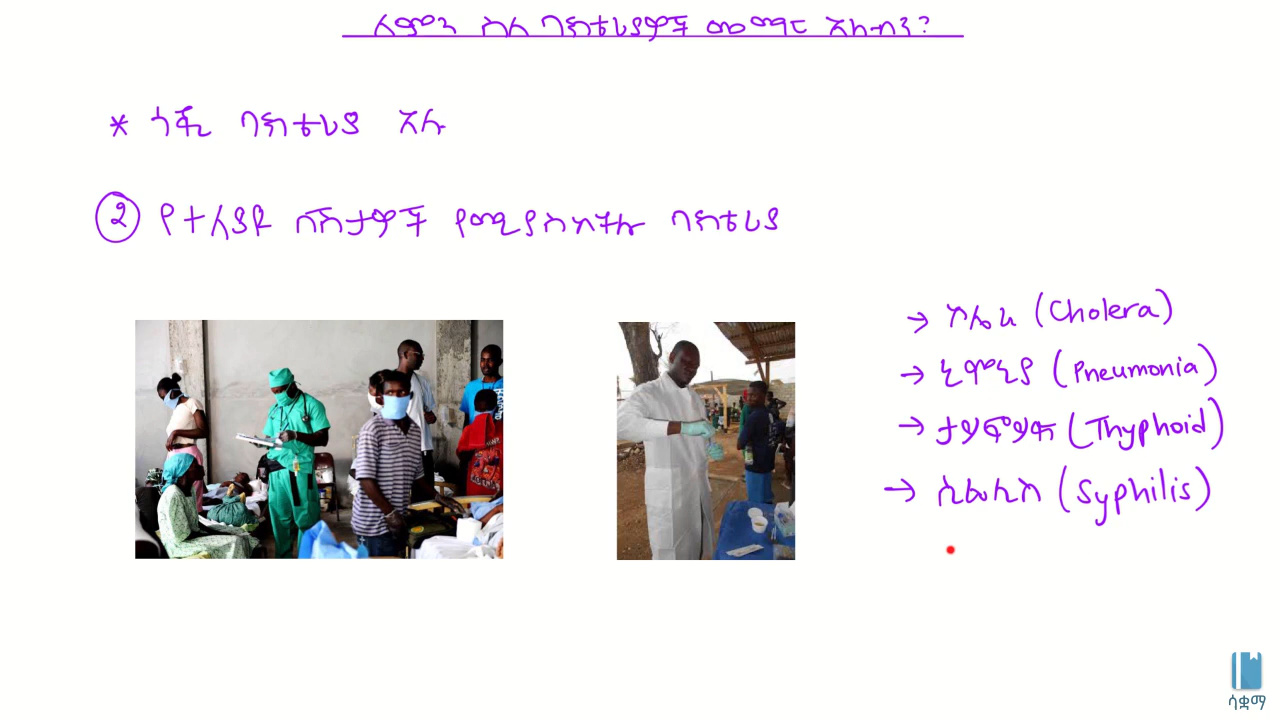 ለምን ስለ ባክቴሪያዎች መማር አለብን?
* ጎጂ ባክቴሪያ አሉ
② የተለያዩ በሽታዎች የሚያስከትሉ ባክቴሪያ
→ ኮሌራ (Cholera)
→ ኒሞኒያ (Pneumonia)
→ ታይፎይድ (Thyphoid)
→ ሲፊሊስ (Syphilis)
ሳቋማ